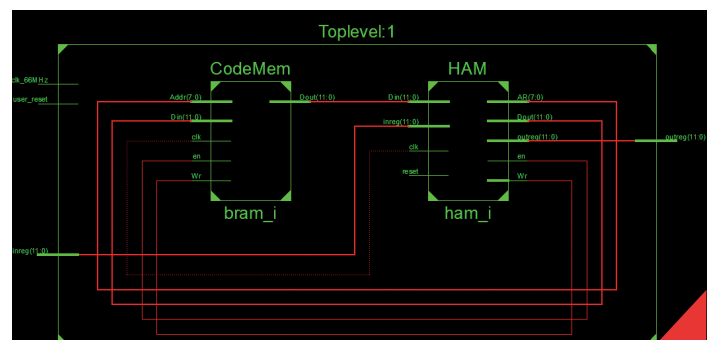 Toplevel:1
clk_66MHz
user_reset
CodeMem
HAM
Addr(7:0)
Dout(11:0)
Din(11:0)
AR(7:0)
Din(11:0)
inreg(11:0)
Dout(11:0)
clk
outreg(11:0)
outreg(11:0)
clk
en
en
reset
Wr
Wr
bram_i
ham_i
inreg(11:0)